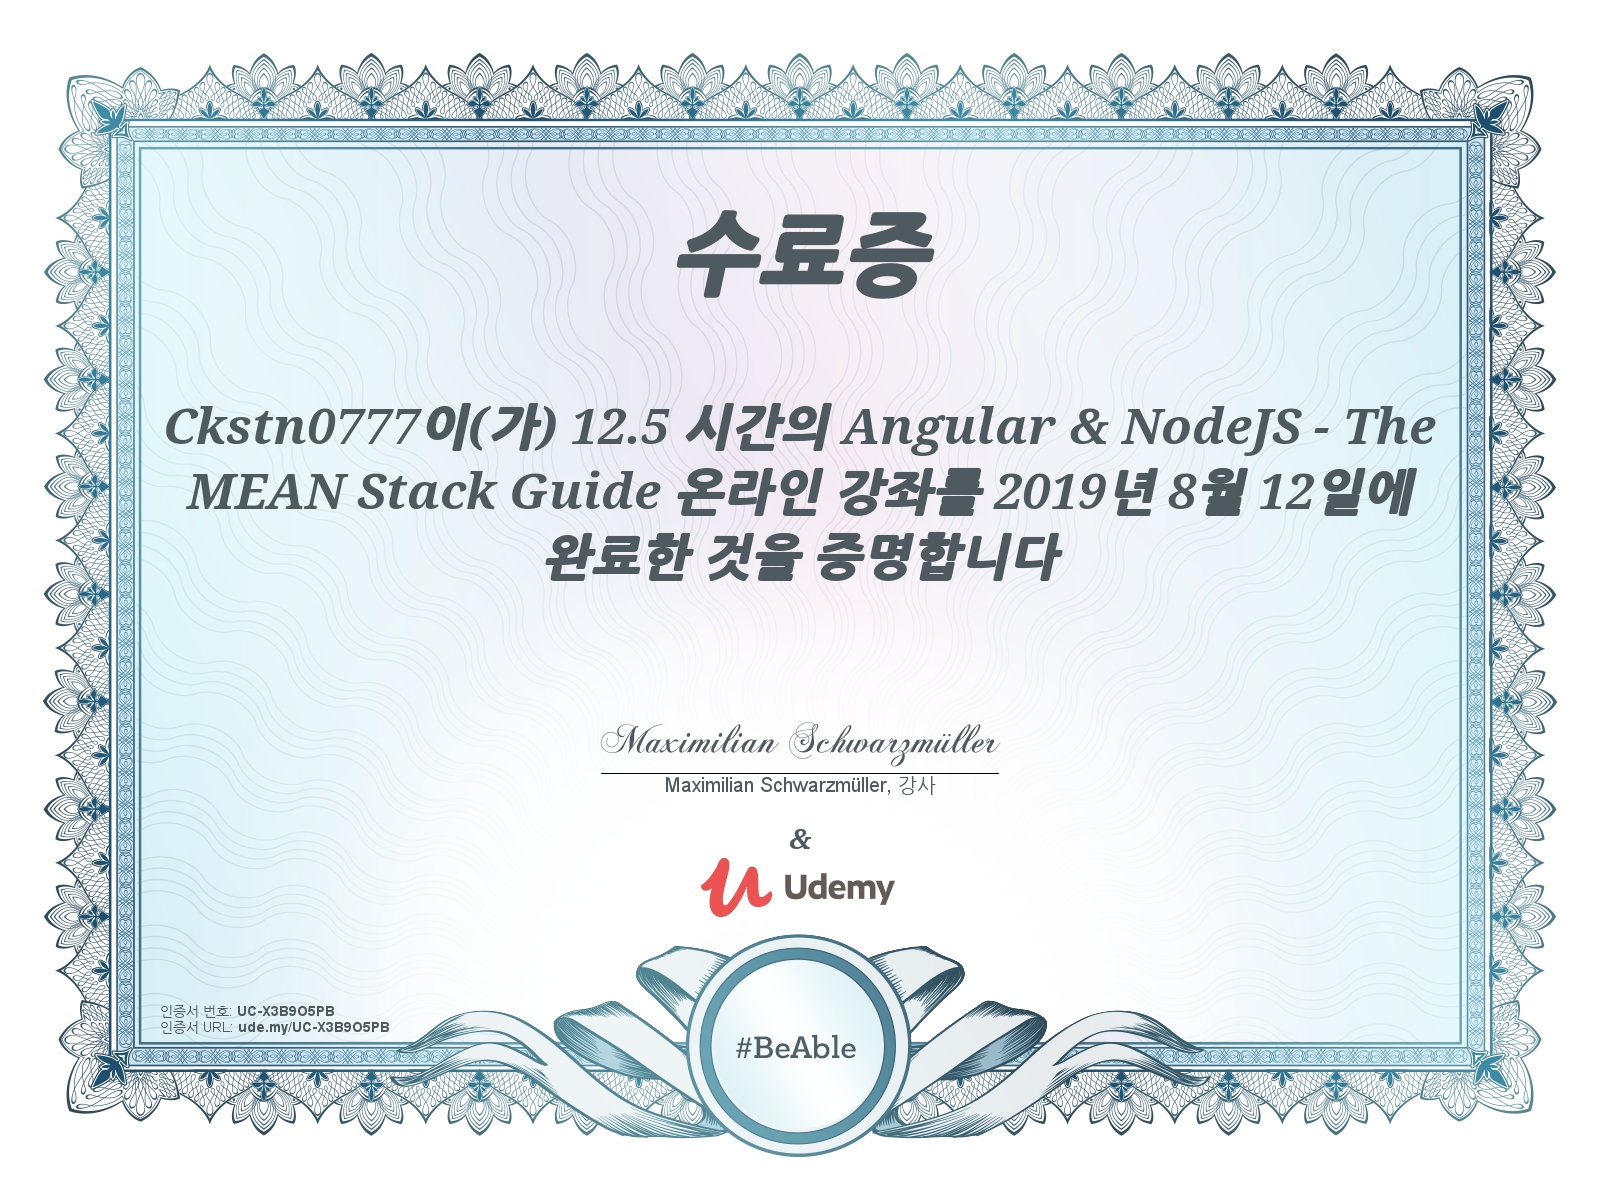 수료증
Ckstn0777이(가) 12.5 시간의 Angular & NodeJS - The
MEAN Stack Guide 온라인 강좌를 2019년 8월 12일에
완료한 것을 증명합니다
Maximilian Schwarzmüller
Maximilian Schwarzmüller, 강사
&
Udemy
인증서 번호: UC-X3B9O5PB
인증서 URL: ude.my/UC-X3B9O5PB
#BeAble